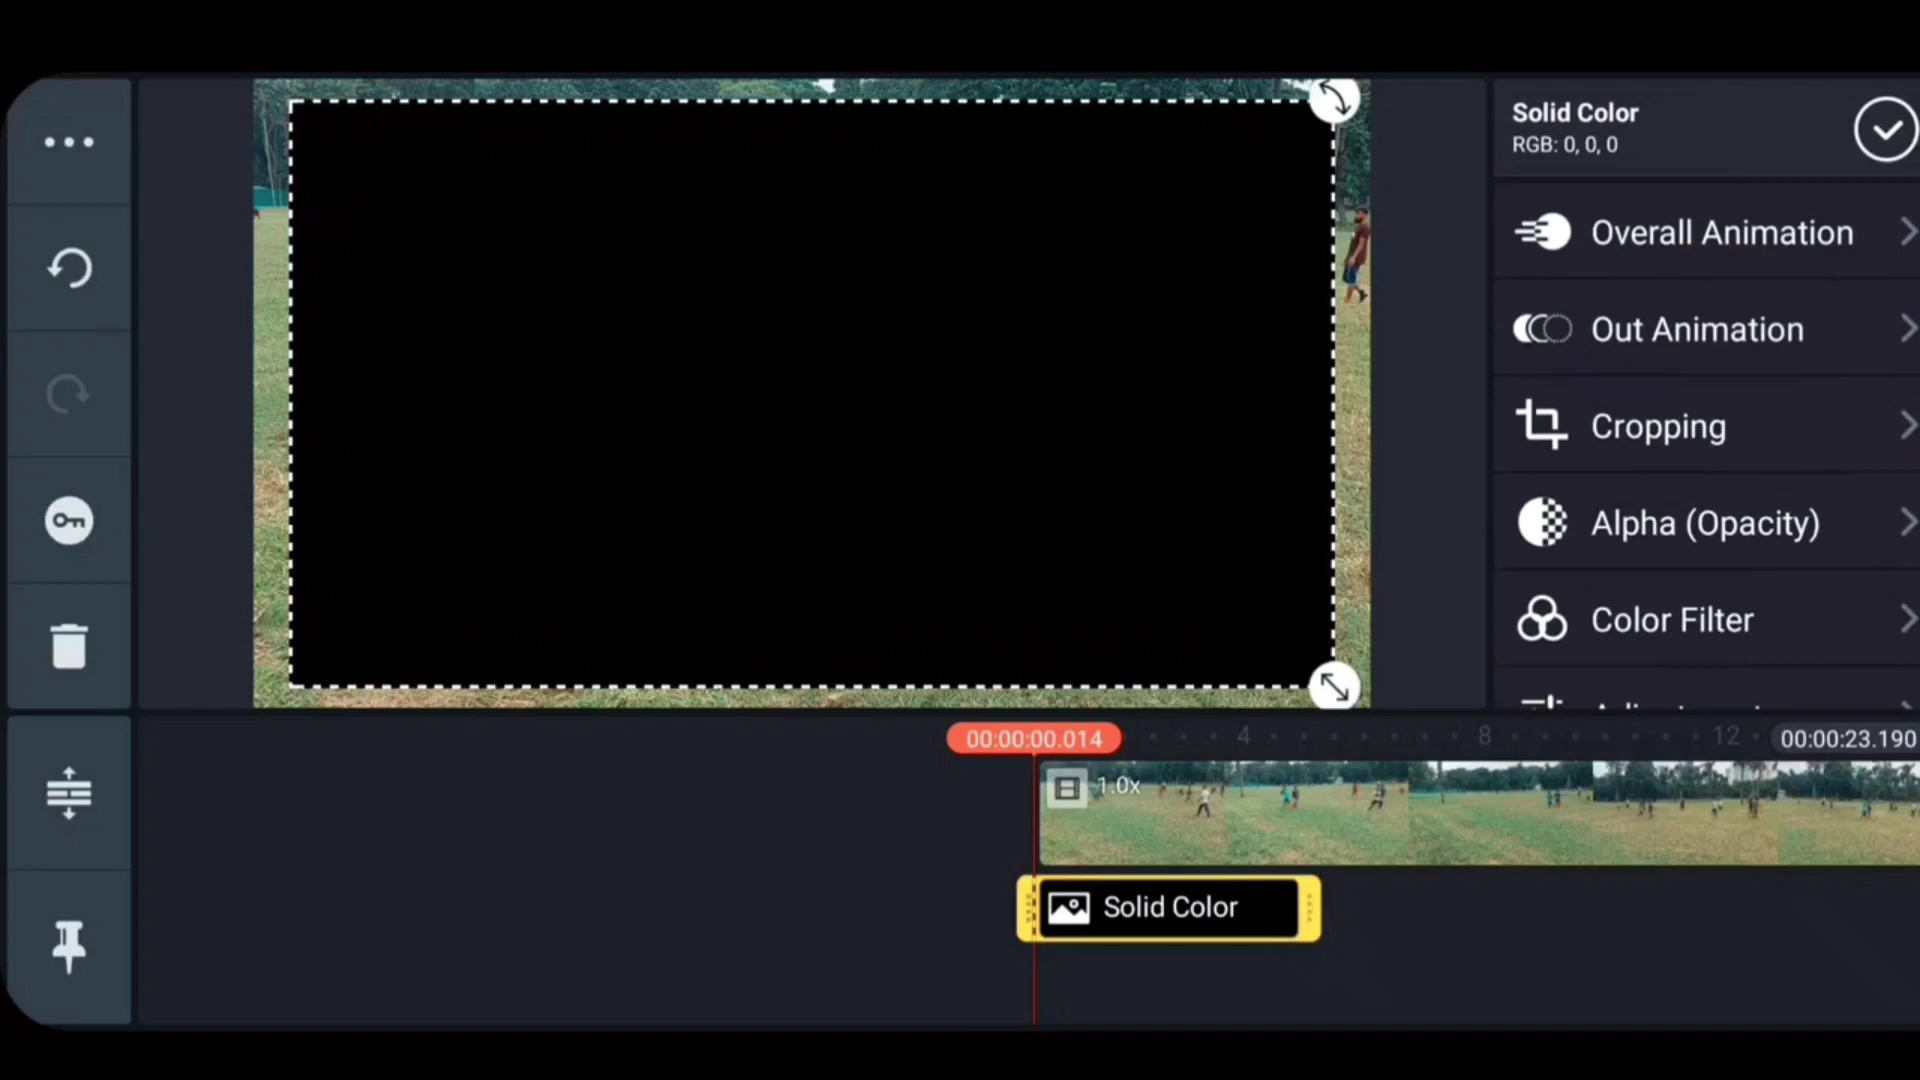 Solid Color
RGB: 0, 0, 0
Overall Animation
Out Animation
Cropping
Alpha (Opacity)
Color Filter
00:00:00.014
4
8
12
00:00:23.190
1.0x
Solid Color